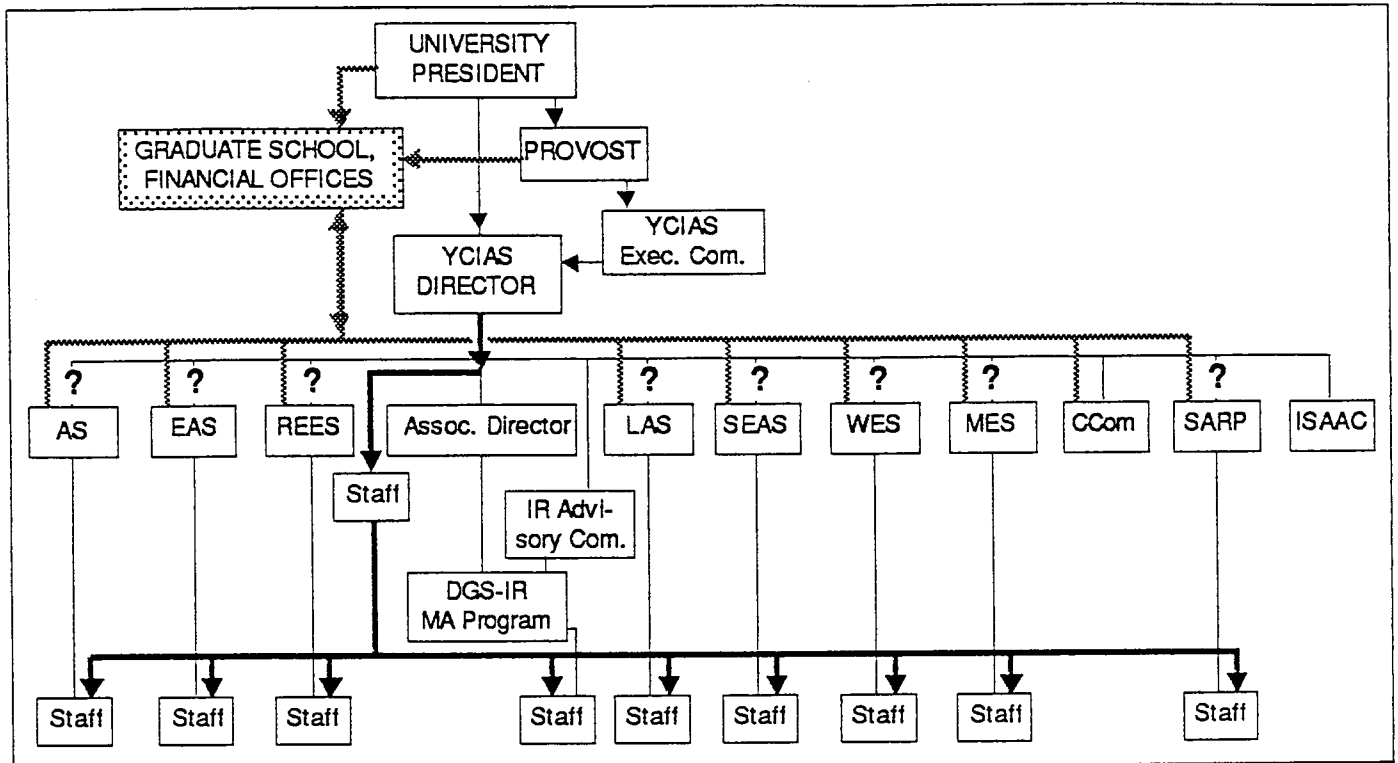 UNIVERSITY
PRESIDENT
GRADUATE SCHOOL,
FINANCIAL OFFICES
PROVOST
YCIAS
Exec. Com.
YCIAS
DIRECTOR
? ? ? ? ? ? ? ?
AS
EAS
REES
Assoc. Director
LAS
SEAS
WES
MES
CCom
SARP
ISAAC
Staff
IR Advi-
sory Com.
DGS-IR
MA Program
Staff
Staff
Staff
Staff
Staff
Staff
Staff
Staff
Staff